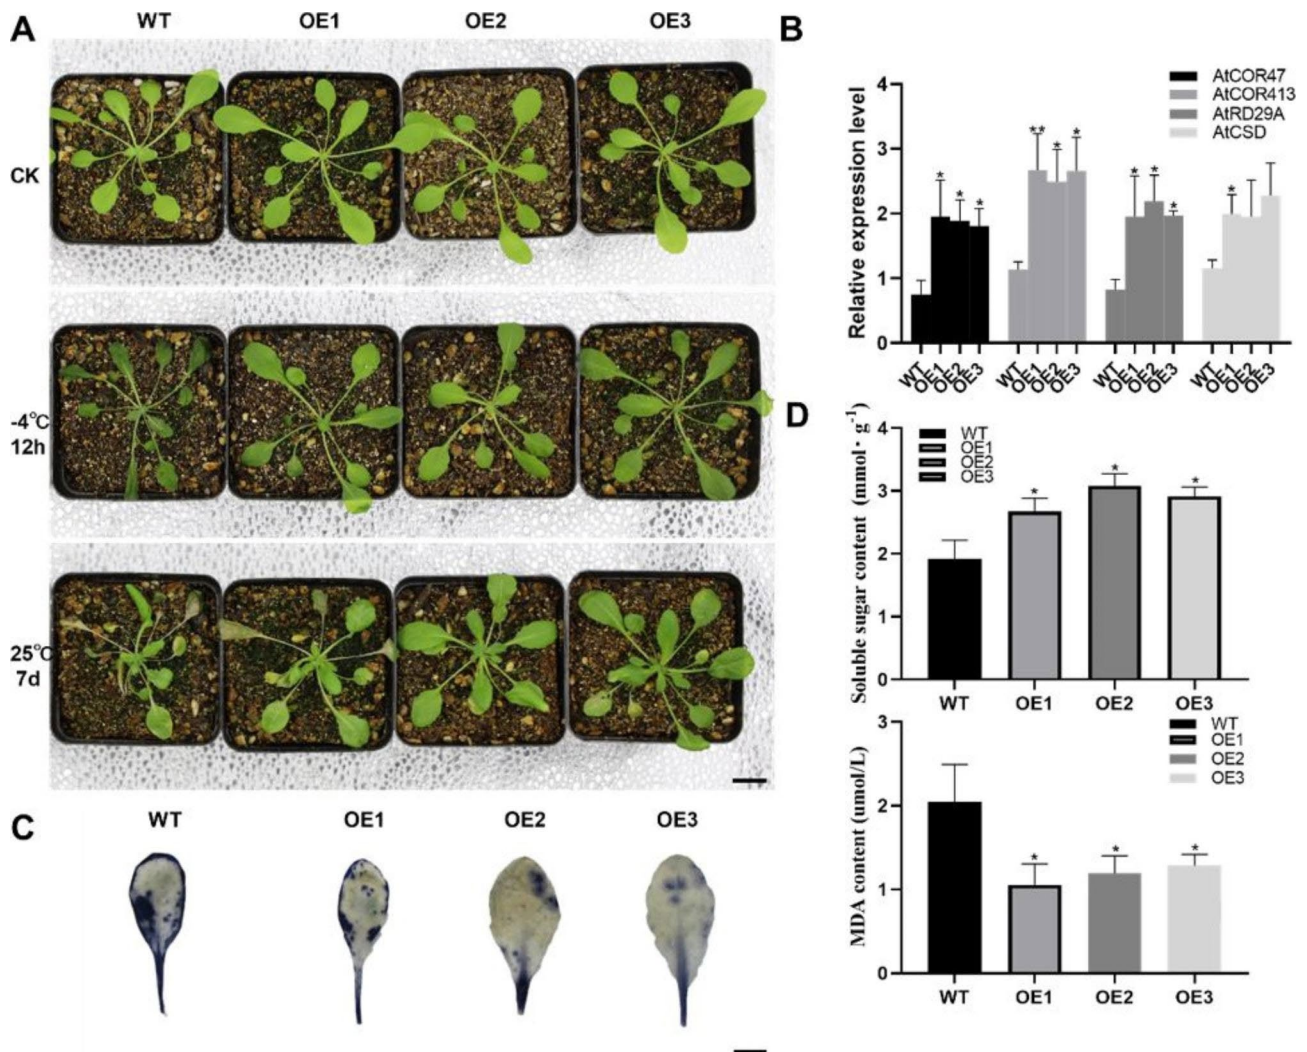 A
WT OE1 OE2 OE3
CK
-4℃
12h
25℃
7d
B
Relative expression level
4
3
2
1
0
AtCOR47
AtCOR413
AtRD29A
AtCSD
* * *
** * *
* * *
*
WT OE1 OE2 OE3 WT OE1 OE2 OE3 WT OE1 OE2 OE3 WT OE1 OE2 OE3
C
WT OE1 OE2 OE3
D
Soluble sugar content (mmol· g⁻¹)
4
3
2
1
0
WT
OE1
OE2
OE3
* * *
WT OE1 OE2 OE3
MDA content (umol/L)
3
2
1
0
WT
OE1
OE2
OE3
* * *
WT OE1 OE2 OE3